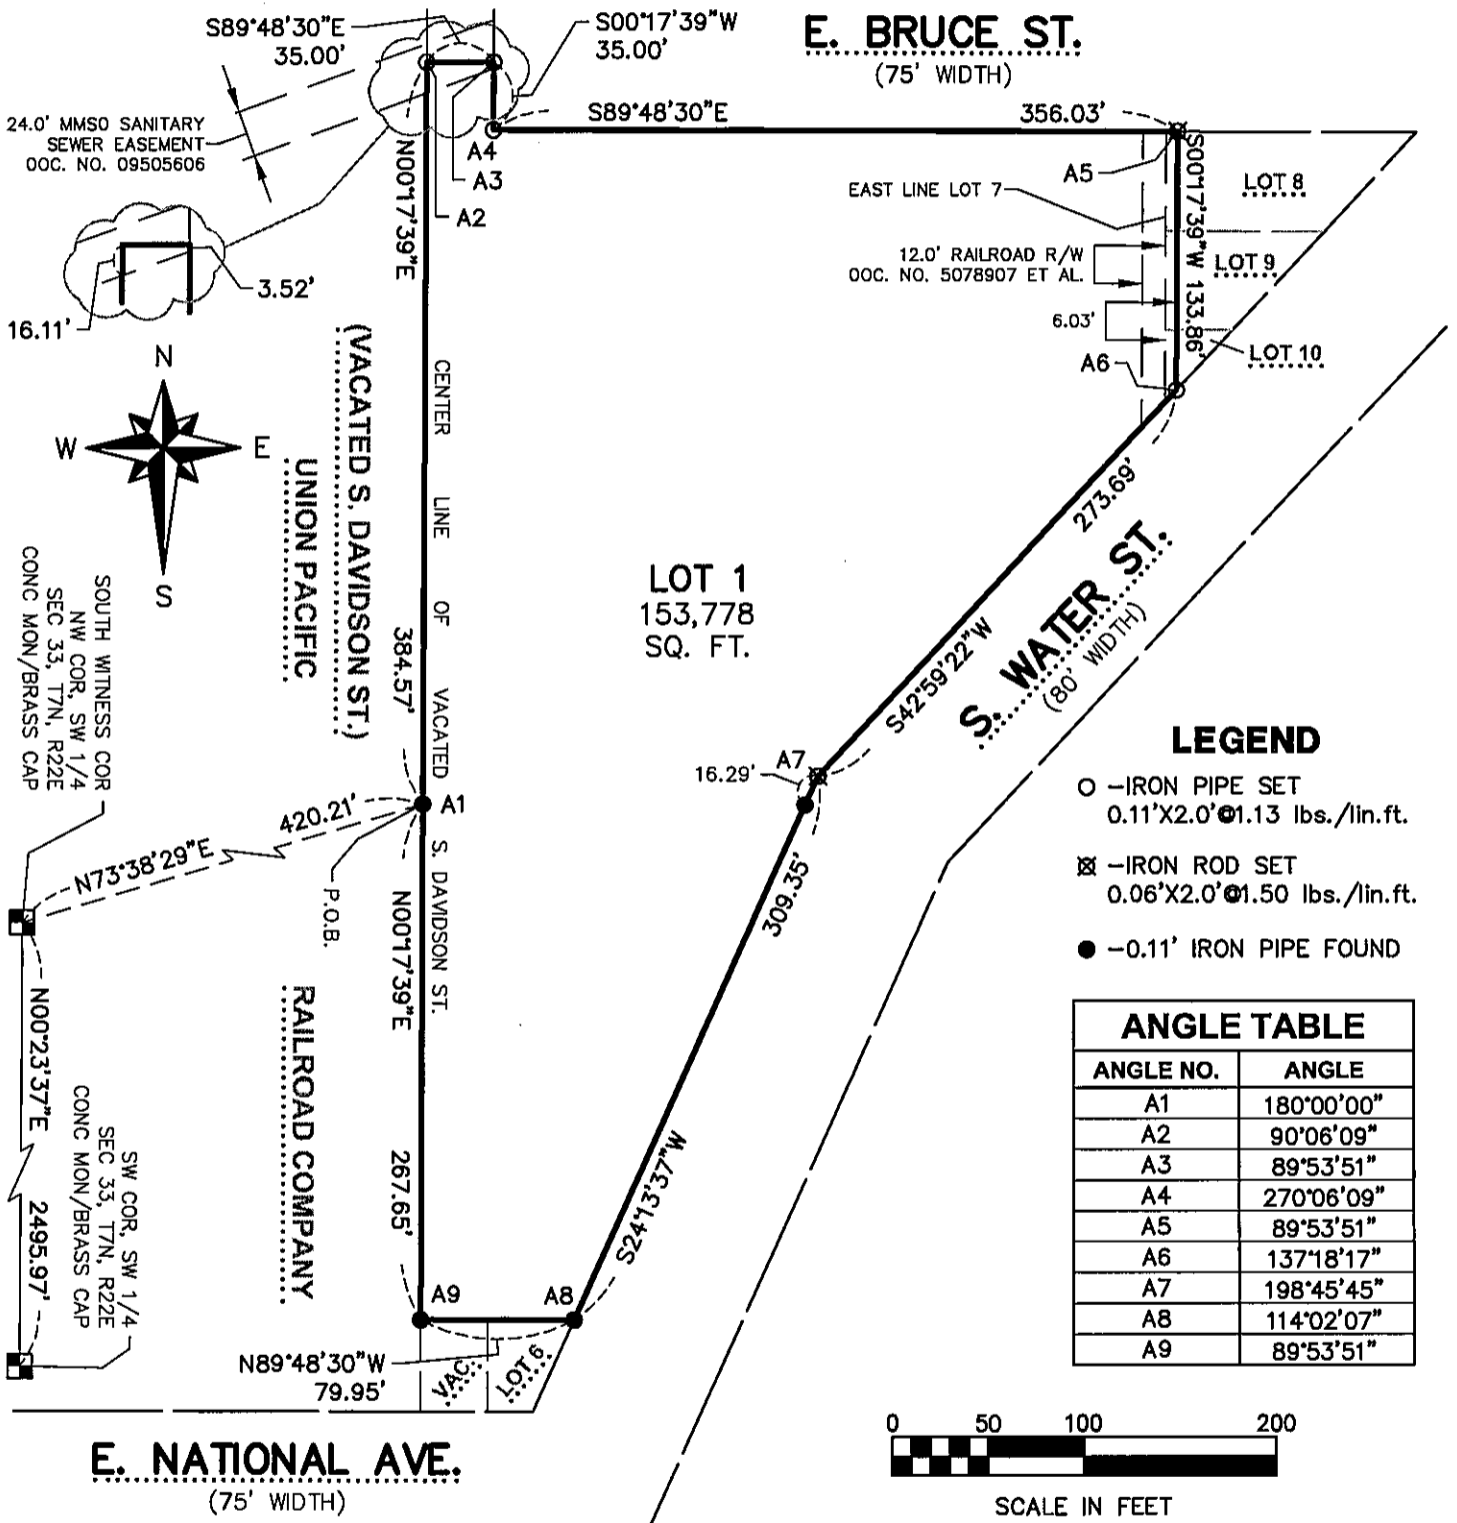 S89°48'30"E
35.00'
S00°17'39"W
35.00'
E. BRUCE ST.
(75' WIDTH)
24.0' MMSD SANITARY
SEWER EASEMENT
DOC. NO. 09505606
S89°48'30"E
356.03'
A4
A3
A2
A5
N00°17'39"E
S00°17'39"W 133.86'
EAST LINE LOT 7
LOT 8
12.0' RAILROAD R/W
DOC. NO. 5078907 ET AL.
LOT 9
6.03'
LOT 10
A6
3.52'
16.11'
N
W
E
S
(VACATED S. DAVIDSON ST.)
UNION PACIFIC
CENTER LINE OF VACATED S. DAVIDSON ST.
384.57'
LOT 1
153,778
SQ. FT.
273.69'
S42°59'22"W
S. WATER ST.
(80' WIDTH)
SOUTH WITNESS COR
NW COR, SW 1/4
SEC 33, T7N, R22E
CONC MON/BRASS CAP
A7
16.29'
A1
420.21'
N73°38'29"E
P.O.B.
309.35'
LEGEND
-IRON PIPE SET
0.11'X2.0'@1.13 lbs./lin.ft.
-IRON ROD SET
0.06'X2.0'@1.50 lbs./lin.ft.
-0.11' IRON PIPE FOUND
N00°17'39"E
267.65'
RAILROAD COMPANY
N00°23'37"E
2495.97'
SW COR, SW 1/4
SEC 33, T7N, R22E
CONC MON/BRASS CAP
S24°13'37"W
A9
A8
N89°48'30"W
79.95'
VAC.
LOT 6
E. NATIONAL AVE.
(75' WIDTH)
ANGLE TABLE
ANGLE NO. ANGLE
A1 180°00'00"
A2 90°06'09"
A3 89°53'51"
A4 270°06'09"
A5 89°53'51"
A6 137°18'17"
A7 198°45'45"
A8 114°02'07"
A9 89°53'51"
0 50 100 200
SCALE IN FEET